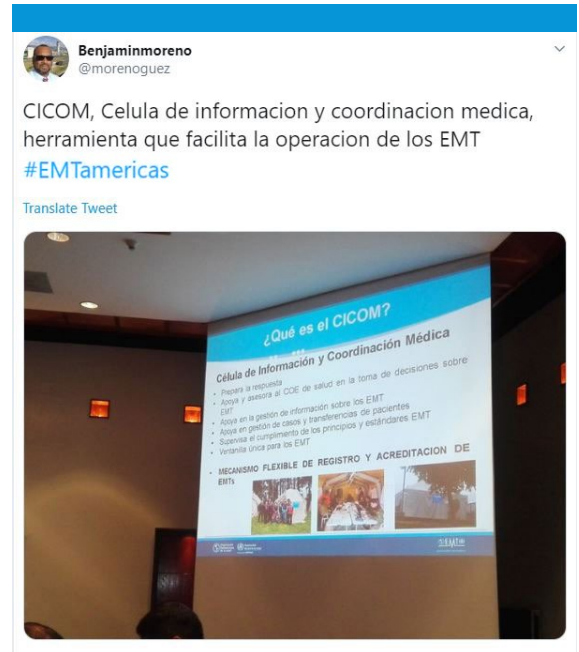 Benjaminmoreno
@morenoguez
CICOM, Celula de informacion y coordinacion medica,
herramienta que facilita la operacion de los EMT
#EMTamericas
Translate Tweet
¿Qué es el CICOM?
Célula de Información y Coordinación Médica
• Prepara la respuesta
• Apoya y asesora al COE de salud en la toma de decisiones sobre
EMT
• Apoya en la gestión de información sobre los EMT
• Apoya en gestión de casos y transferencias de pacientes
• Supervisa el cumplimiento de los principios y estándares EMT
• Ventanilla única para los EMT
• MECANISMO FLEXIBLE DE REGISTRO Y ACREDITACION DE
EMTs
EMT